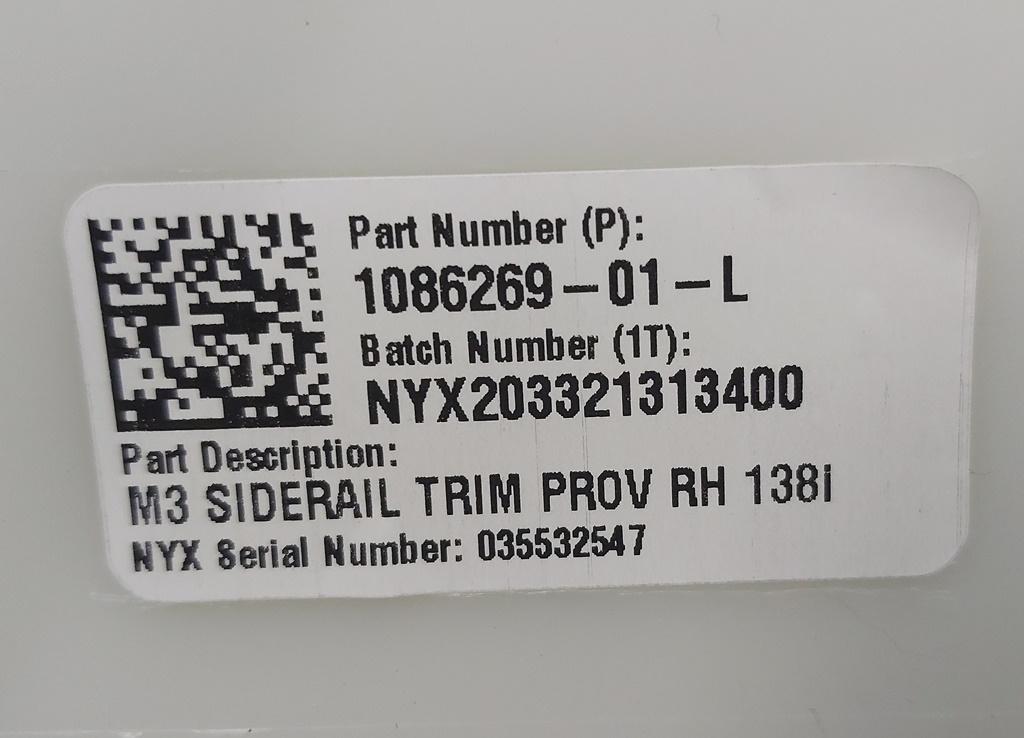 Part Number (P):
1086269-01-L
Batch Number (1T):
NYX203321313400
Part Description:
M3 SIDERAIL TRIM PROV RH 138i
NYX Serial Number: 035532547